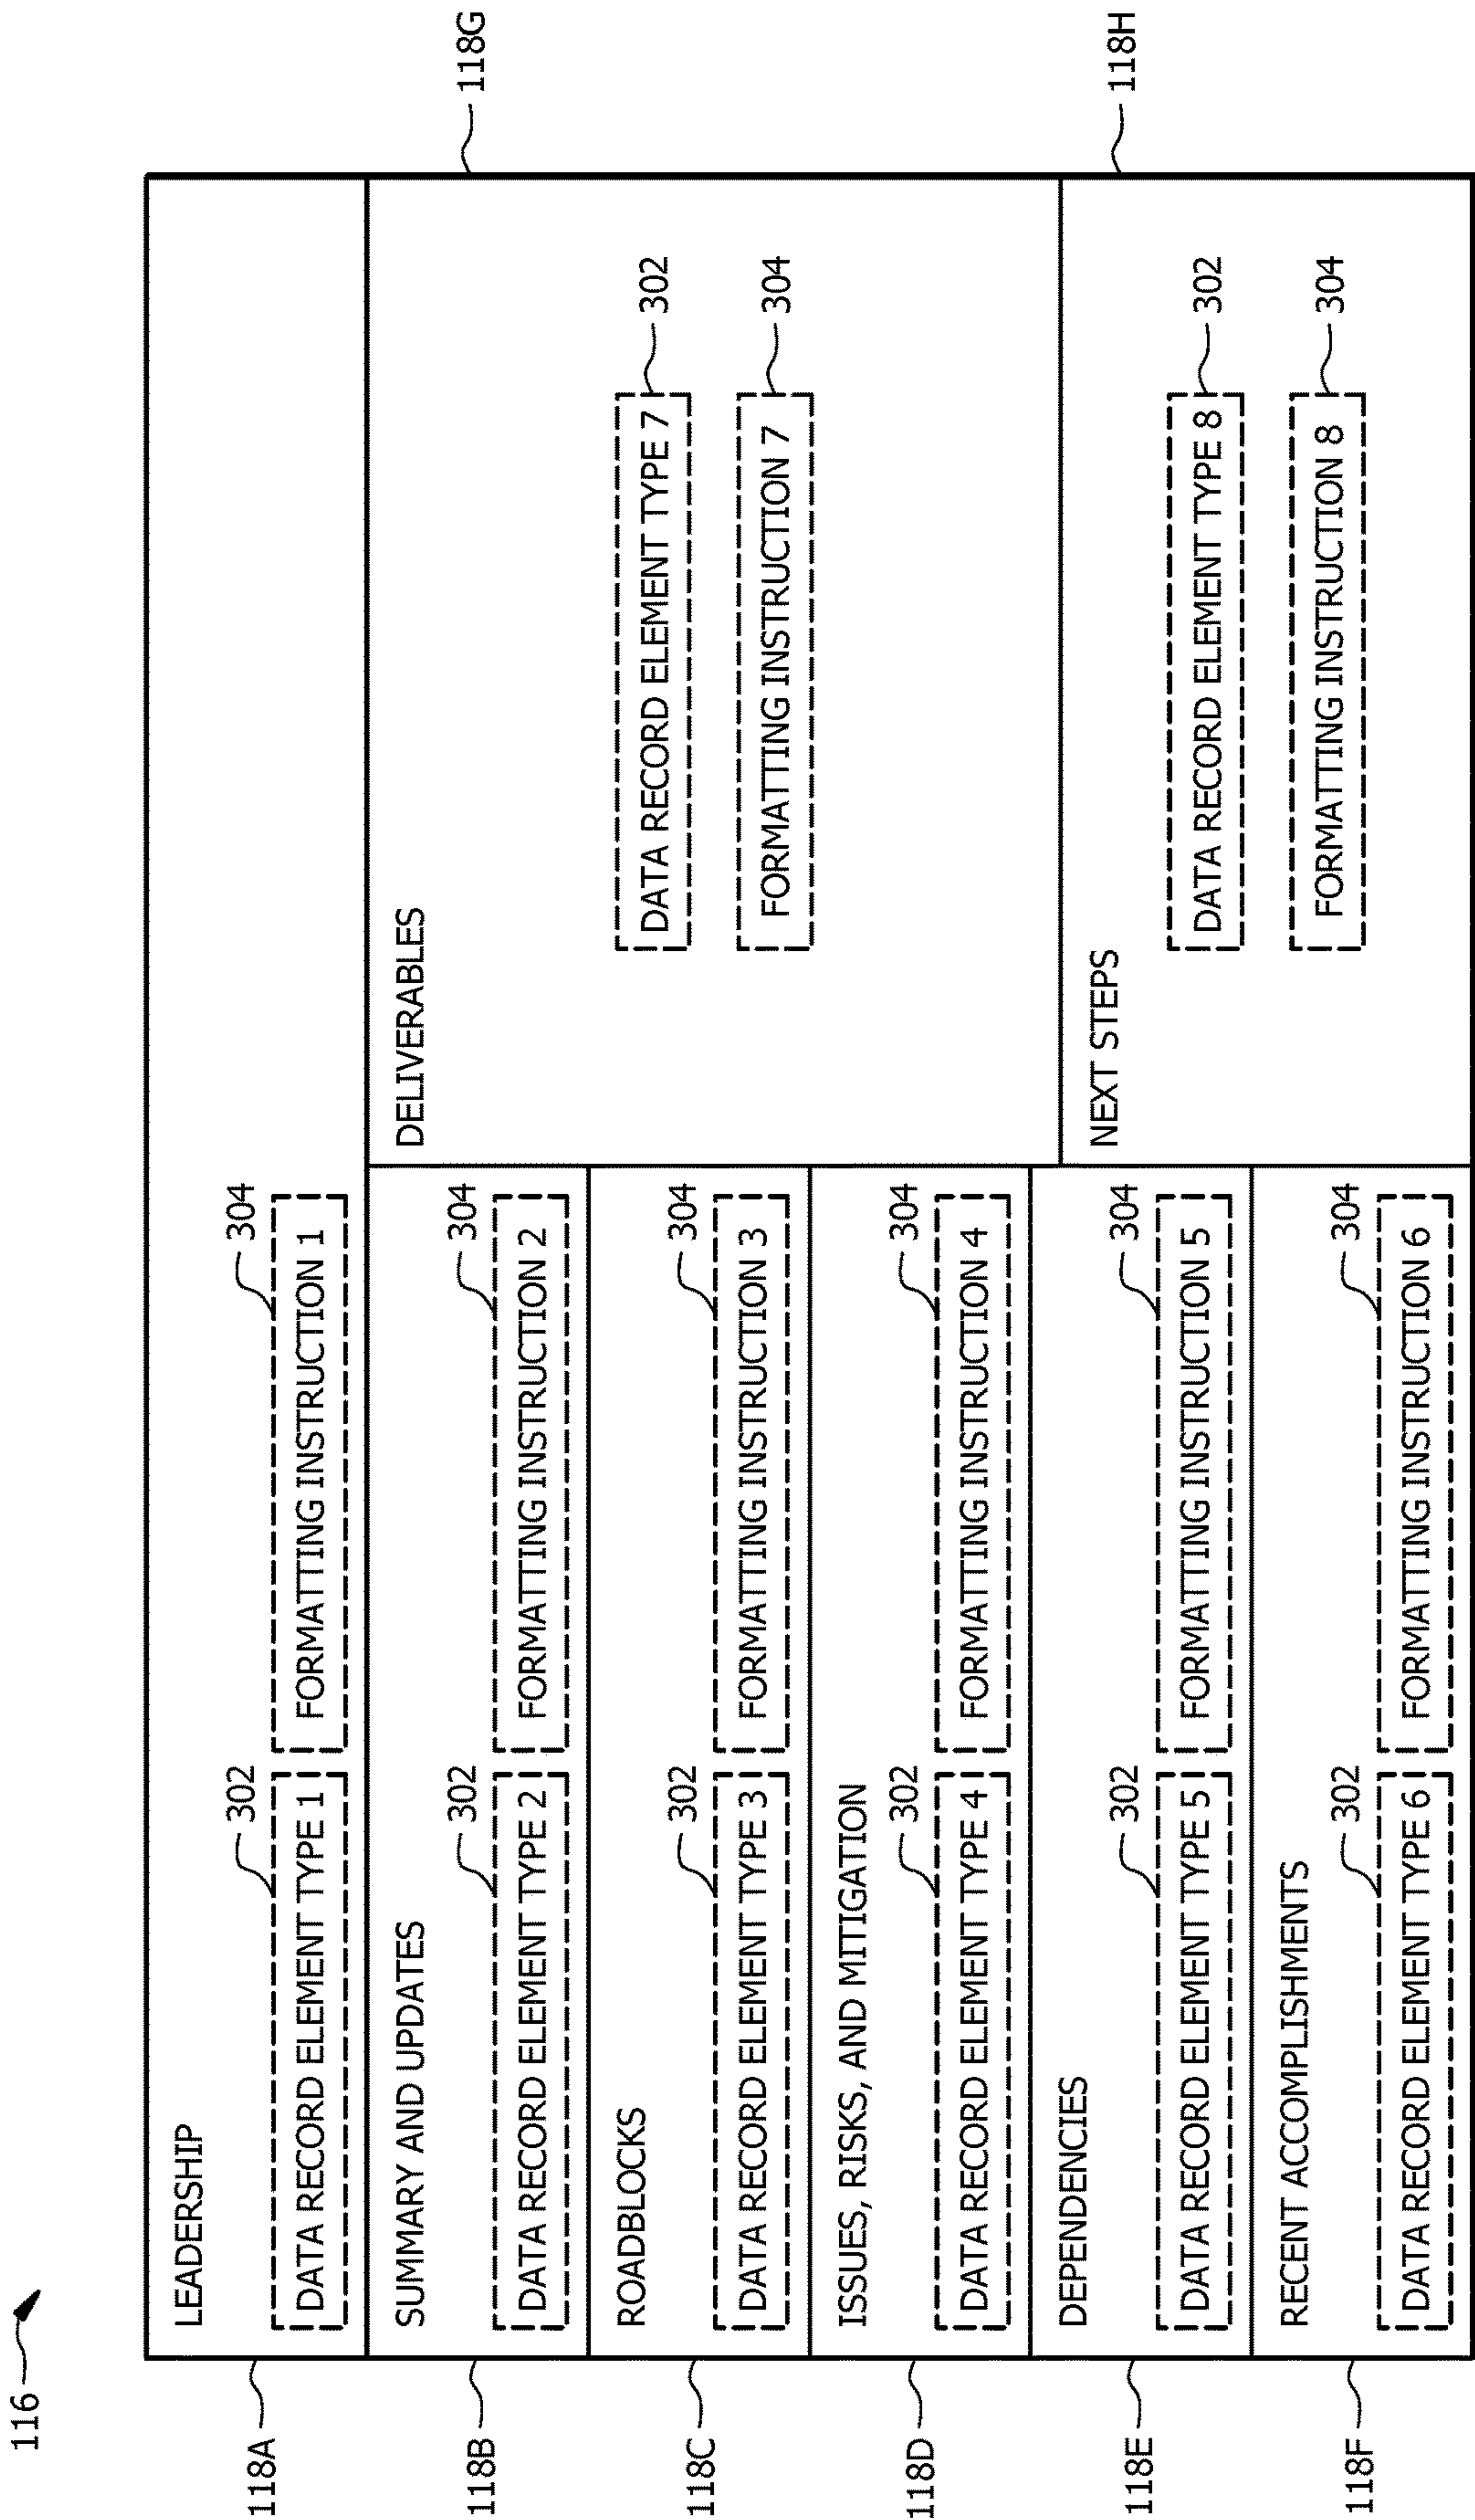 116
118A
LEADERSHIP
302
304
DATA RECORD ELEMENT TYPE 1
FORMATTING INSTRUCTION 1
118B
SUMMARY AND UPDATES
302
304
DATA RECORD ELEMENT TYPE 2
FORMATTING INSTRUCTION 2
118C
ROADBLOCKS
302
304
DATA RECORD ELEMENT TYPE 3
FORMATTING INSTRUCTION 3
118D
ISSUES, RISKS, AND MITIGATION
302
304
DATA RECORD ELEMENT TYPE 4
FORMATTING INSTRUCTION 4
118E
DEPENDENCIES
302
304
DATA RECORD ELEMENT TYPE 5
FORMATTING INSTRUCTION 5
118F
RECENT ACCOMPLISHMENTS
302
304
DATA RECORD ELEMENT TYPE 6
FORMATTING INSTRUCTION 6
DELIVERABLES
118G
DATA RECORD ELEMENT TYPE 7
302
FORMATTING INSTRUCTION 7
304
NEXT STEPS
118H
DATA RECORD ELEMENT TYPE 8
302
FORMATTING INSTRUCTION 8
304